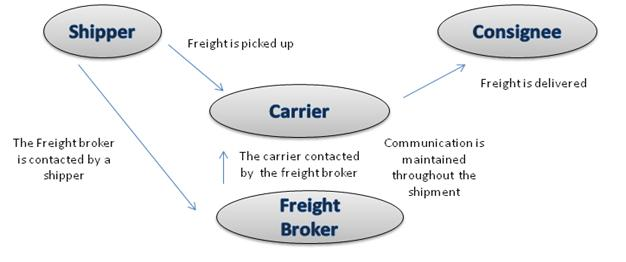 Shipper
Consignee
Freight is picked up
Freight is delivered
Carrier
The Freight broker
is contacted by a
shipper
The carrier contacted
by the freight broker
Communication is
maintained
throughout the
shipment
Freight
Broker